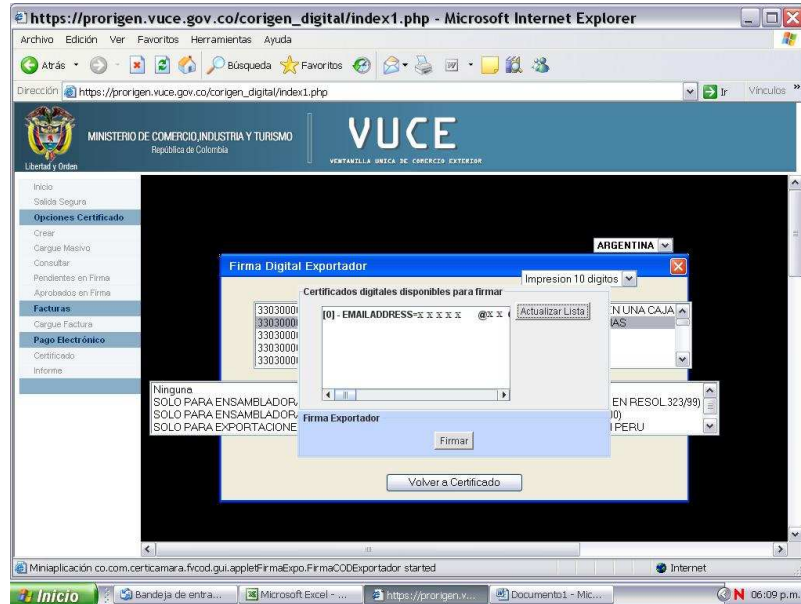 https://prorigen.vuce.gov.co/corigen_digital/index1.php - Microsoft Internet Explorer
Archivo Edición Ver Favoritos Herramientas Ayuda
Atrás Búsqueda Favoritos
Dirección https://prorigen.vuce.gov.co/corigen_digital/index1.php Ir Vínculos »
Libertad y Orden
MINISTERIO DE COMERCIO,INDUSTRIA Y TURISMO
República de Colombia
VUCE
VENTANILLA UNICA DE COMERCIO EXTERIOR
Inicio
Salida Segura
Opciones Certificado
Crear
Cargue Masivo
Consultar
Pendientes en Firma
Aprobados en Firma
Facturas
Cargue Factura
Pago Electrónico
Certificado
Informe
ARGENTINA
Firma Digital Exportador
Impresion 10 digitos
Certificados digitales disponibles para firmar
[0] - EMAILADDRESS=x x x x x @x x
Actualizar Lista
3303000 EN UNA CAJA
3303000
3303000
3303000
3303000
Ninguna
SOLO PARA ENSAMBLADOR EN RESOL.323/99)
SOLO PARA ENSAMBLADOR
SOLO PARA EXPORTACIONE PERU
Firma Exportador
Firmar
Volver a Certificado
Miniaplicación co.com.certicamara.fvcod.gui.appletFirmaExpo.FirmaCODExportador started Internet
Inicio Bandeja de entra... Microsoft Excel - ... https://prorigen.v... Documento1 - Mic... N 06:09 p.m.